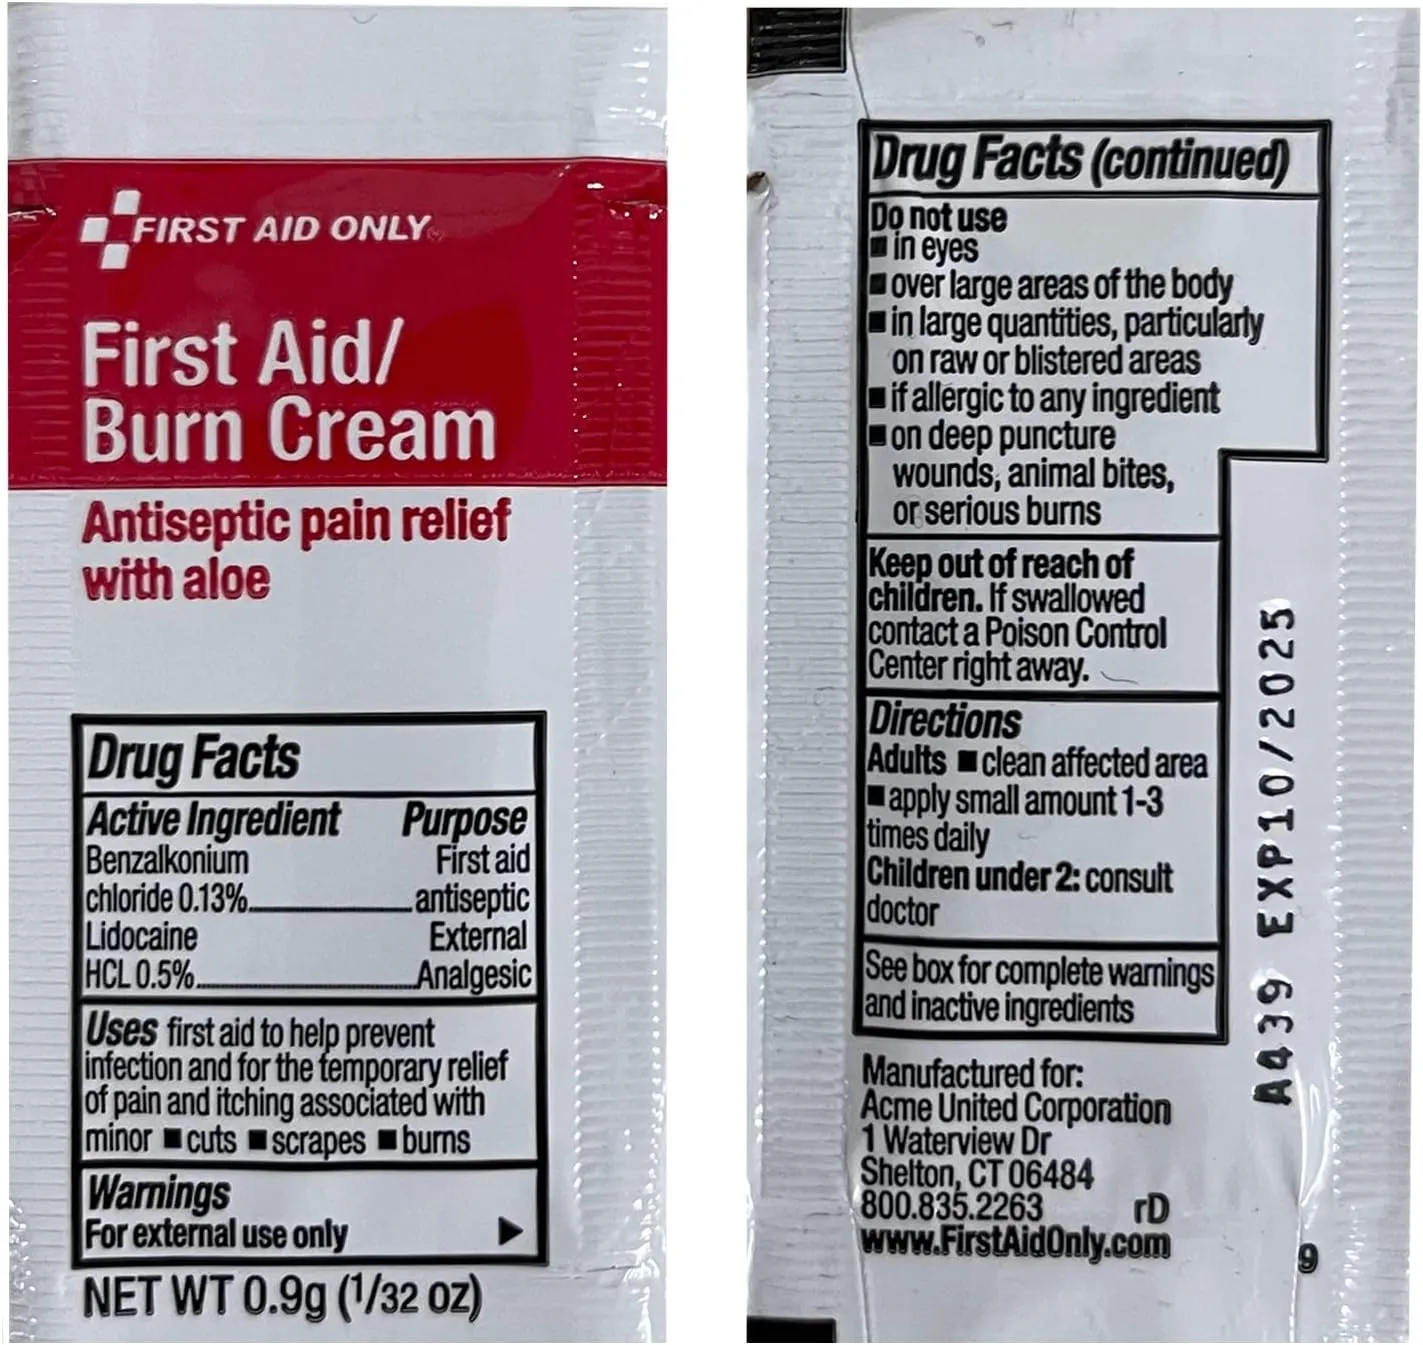 FIRST AID ONLY
First Aid/
Burn Cream
Antiseptic pain relief
with aloe
Drug Facts
Active Ingredient Purpose
Benzalkonium First aid
chloride 0.13% antiseptic
Lidocaine External
HCL 0.5% Analgesic
Uses first aid to help prevent
infection and for the temporary relief
of pain and itching associated with
minor ■ cuts ■ scrapes ■ burns
Warnings
For external use only ▶
NET WT 0.9g (1/32 oz)
Drug Facts (continued)
Do not use
■ in eyes
■ over large areas of the body
■ in large quantities, particularly
on raw or blistered areas
■ if allergic to any ingredient
■ on deep puncture
wounds, animal bites,
or serious burns
Keep out of reach of
children. If swallowed
contact a Poison Control
Center right away.
Directions
Adults ■ clean affected area
■ apply small amount 1-3
times daily
Children under 2: consult
doctor
See box for complete warnings
and inactive ingredients
Manufactured for:
Acme United Corporation
1 Waterview Dr
Shelton, CT 06484
800.835.2263 rD
www.FirstAidOnly.com
A439 EXP10/2025
9